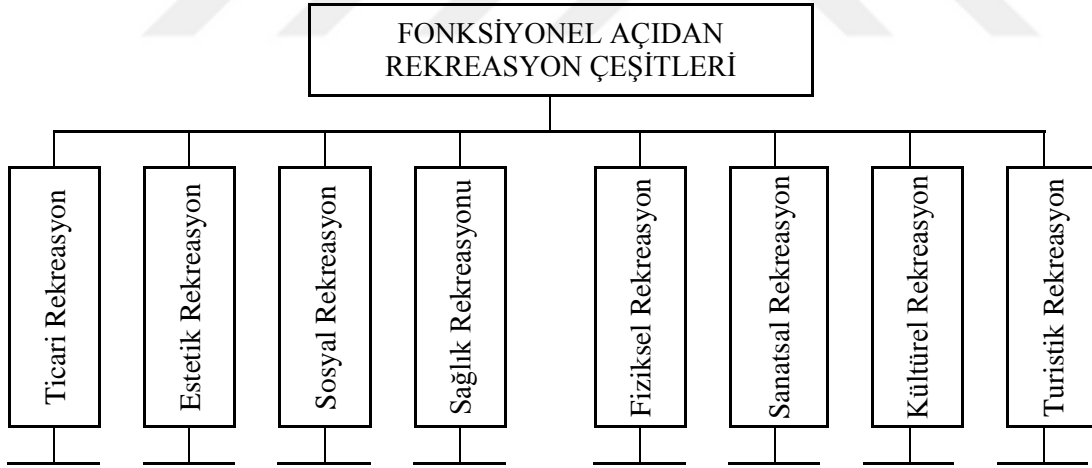 FONKSİYONEL AÇIDAN
REKREASYON ÇEŞİTLERİ
Ticari Rekreasyon
Estetik Rekreasyon
Sosyal Rekreasyon
Sağlık Rekreasyonu
Fiziksel Rekreasyon
Sanatsal Rekreasyon
Kültürel Rekreasyon
Turistik Rekreasyon